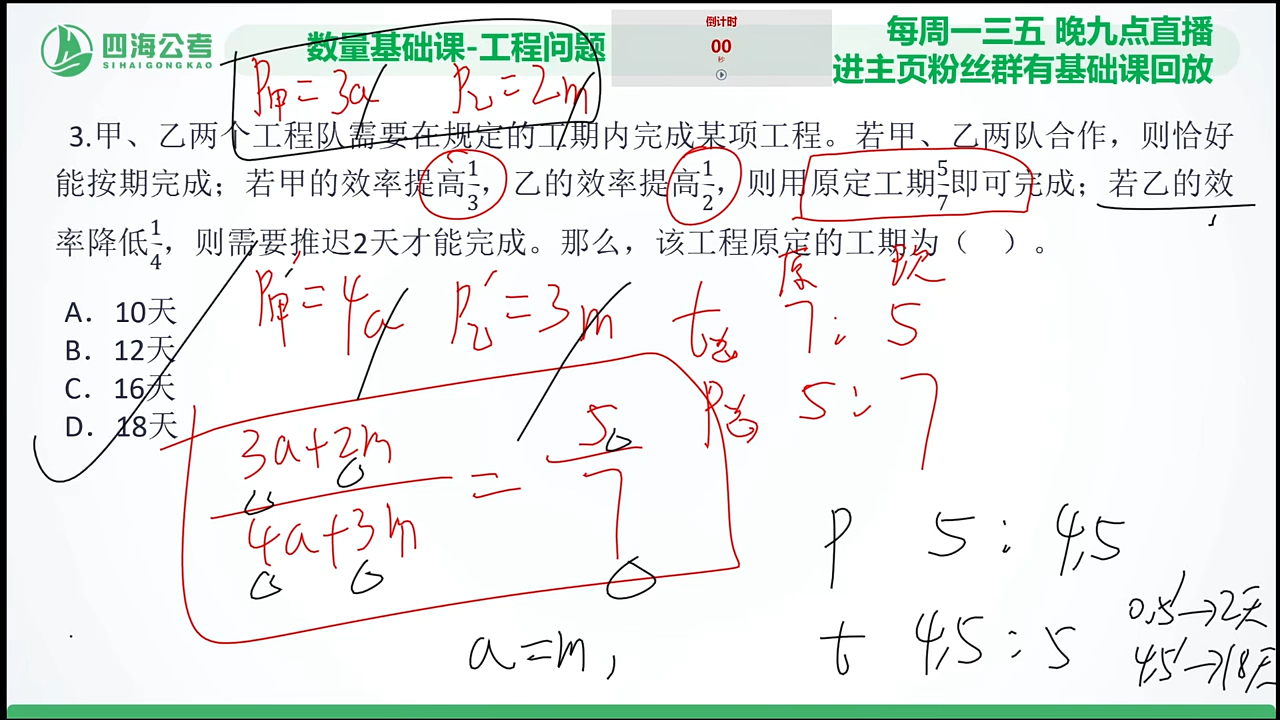 四海公考
SIHAIGONGKAO
数量基础课-工程问题
倒计时
00
秒
每周一三五 晚九点直播
进主页粉丝群有基础课回放
P甲=3a P乙=2m
3.甲、乙两个工程队需要在规定的工期内完成某项工程。若甲、乙两队合作，则恰好
能按期完成；若甲的效率提高1/3，乙的效率提高1/2，则用原定工期5/7即可完成；若乙的效
率降低1/4，则需要推迟2天才能完成。那么，该工程原定的工期为（ ）。
原 现
P甲'=4a P乙'=3m t总 7:5
A．10天
B．12天
C．16天
D．18天
P总 5:7
3a+2m/4a+3m=5/7
P 5:4.5
t 4.5:5
0.5'→2天
4.5'→18天
a=m,